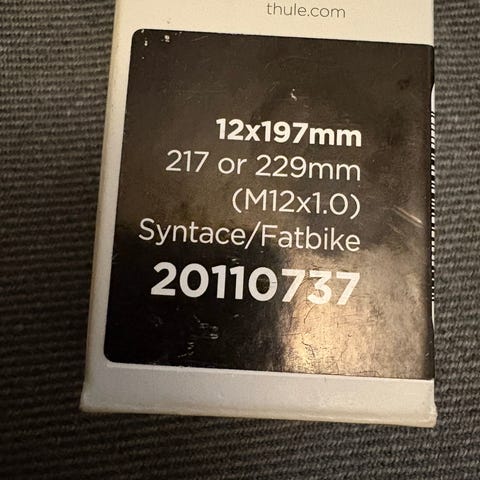 thule.com
12x197mm
217 or 229mm
(M12x1.0)
Syntace/Fatbike
20110737